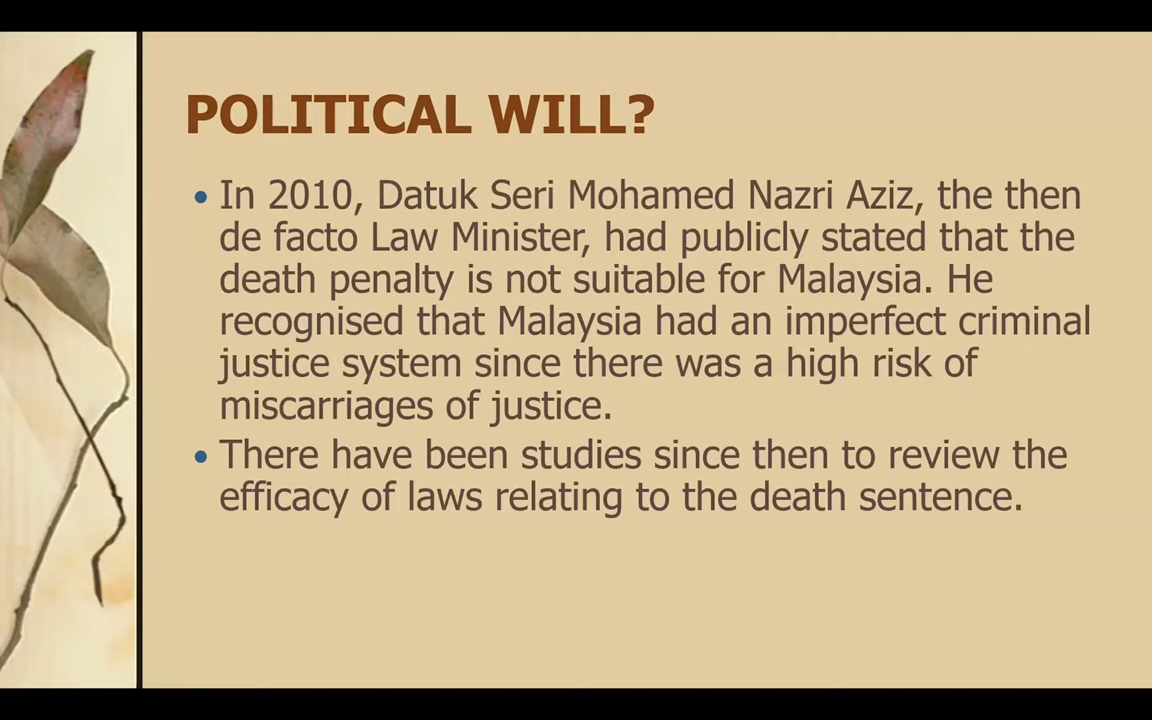 POLITICAL WILL?
• In 2010, Datuk Seri Mohamed Nazri Aziz, the then
de facto Law Minister, had publicly stated that the
death penalty is not suitable for Malaysia. He
recognised that Malaysia had an imperfect criminal
justice system since there was a high risk of
miscarriages of justice.
• There have been studies since then to review the
efficacy of laws relating to the death sentence.